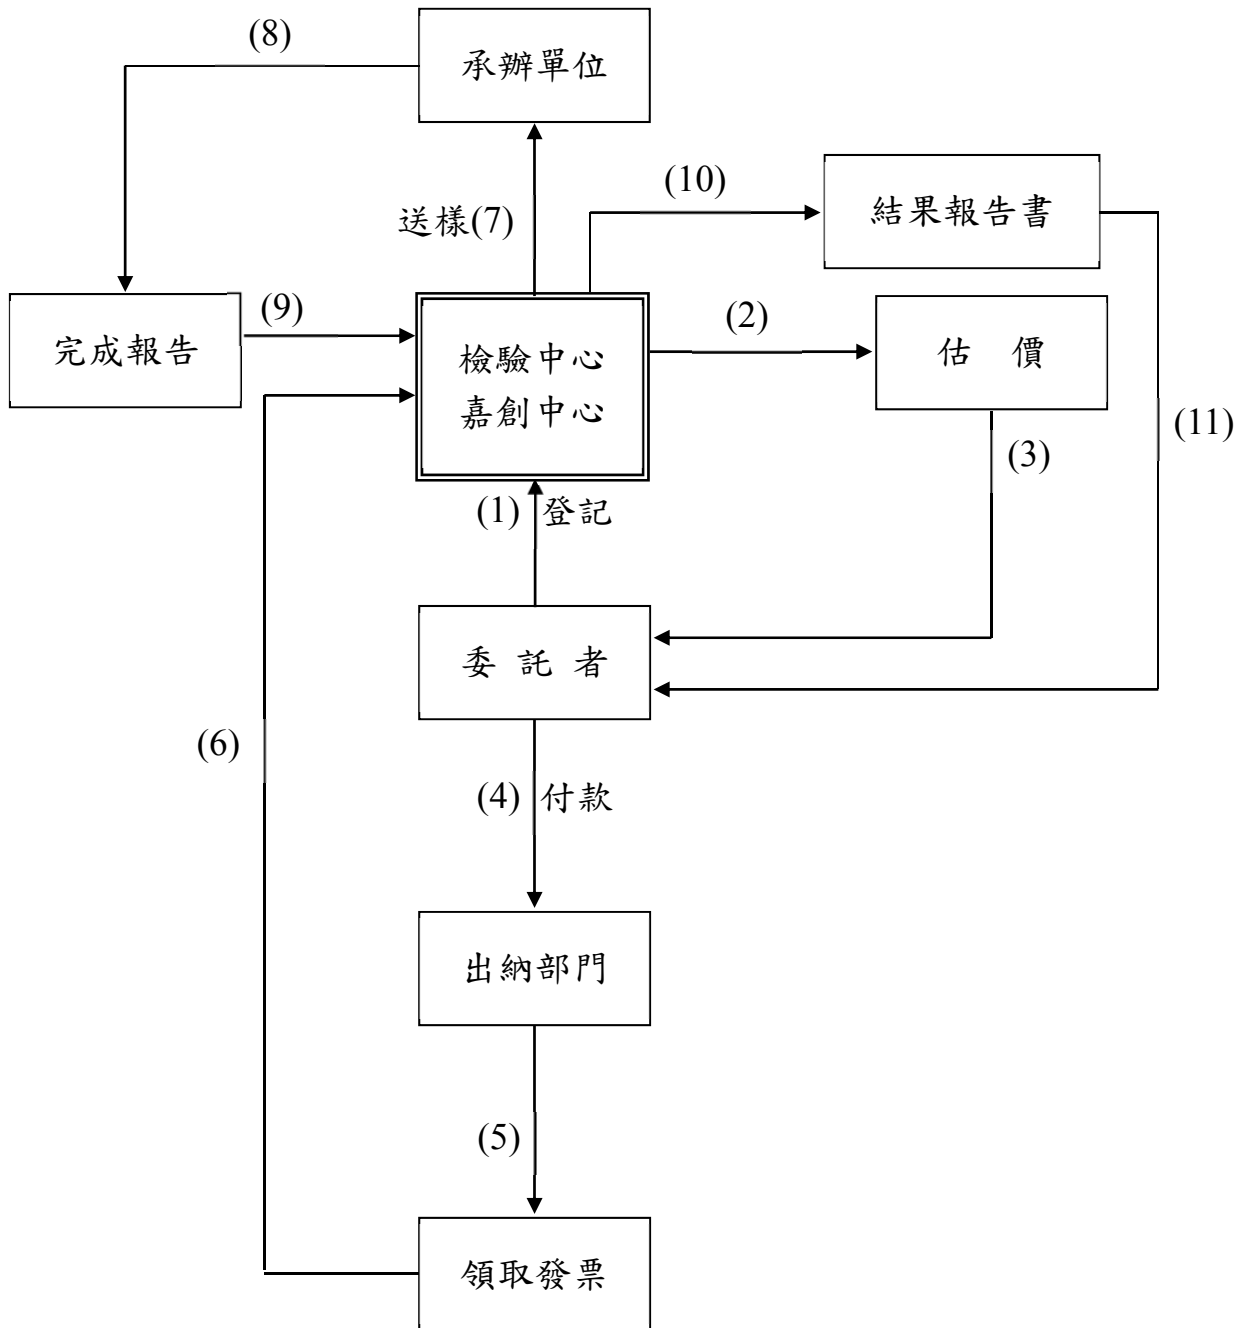 (8)
承辦單位
(10)
結果報告書
送樣(7)
(9)
完成報告
檢驗中心
嘉創中心
(2)
估 價
(11)
(3)
(1) 登記
委 託 者
(6)
(4) 付款
出納部門
(5)
領取發票